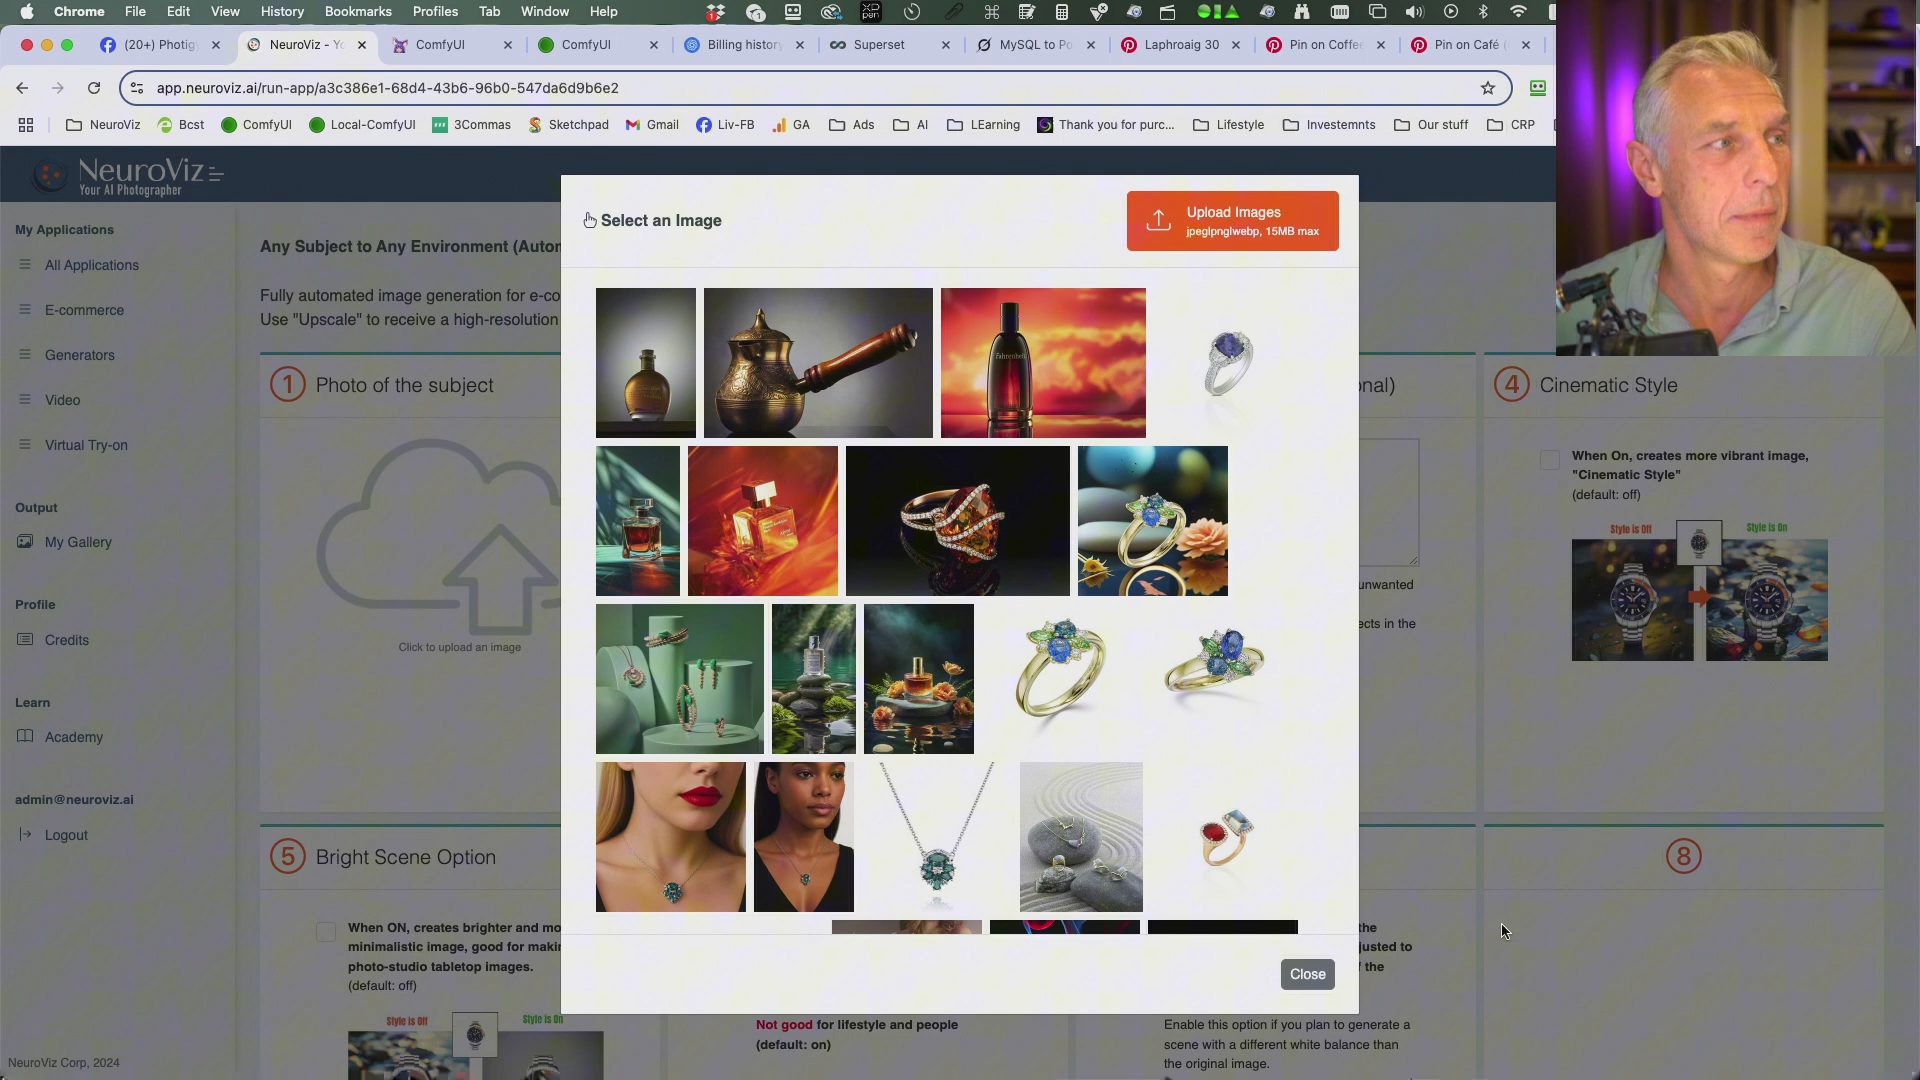 Chrome File Edit View History Bookmarks Profiles Tab Window Help
(20+) Photig
NeuroViz - Yo
ComfyUI
ComfyUI
Billing history
Superset
MySQL to Po
Laphroaig 30
Pin on Coffee
Pin on Café
app.neuroviz.ai/run-app/a3c386e1-68d4-43b6-96b0-547da6d9b6e2
NeuroViz Bcst ComfyUI Local-ComfyUI 3Commas Sketchpad Gmail Liv-FB GA Ads AI LEarning Thank you for purc... Lifestyle Investemnts Our stuff CRP
NeuroViz
Your AI Photographer
My Applications
All Applications
E-commerce
Generators
Video
Virtual Try-on
Output
My Gallery
Profile
Credits
Learn
Academy
admin@neuroviz.ai
Logout
NeuroViz Corp, 2024
Any Subject to Any Environment (Auton
Fully automated image generation for e-co
Use "Upscale" to receive a high-resolution
1 Photo of the subject
Click to upload an image
Select an Image
Upload Images
jpeg|png|webp, 15MB max
Fahrenheit
Close
onal)
unwanted
ects in the
4 Cinematic Style
When On, creates more vibrant image,
"Cinematic Style"
(default: off)
Style is Off
Style is On
5 Bright Scene Option
When ON, creates brighter and mo
minimalistic image, good for makin
photo-studio tabletop images.
(default: off)
Style is Off
Style is On
Not good for lifestyle and people
(default: on)
the
justed to
f the
Enable this option if you plan to generate a
scene with a different white balance than
the original image.
8